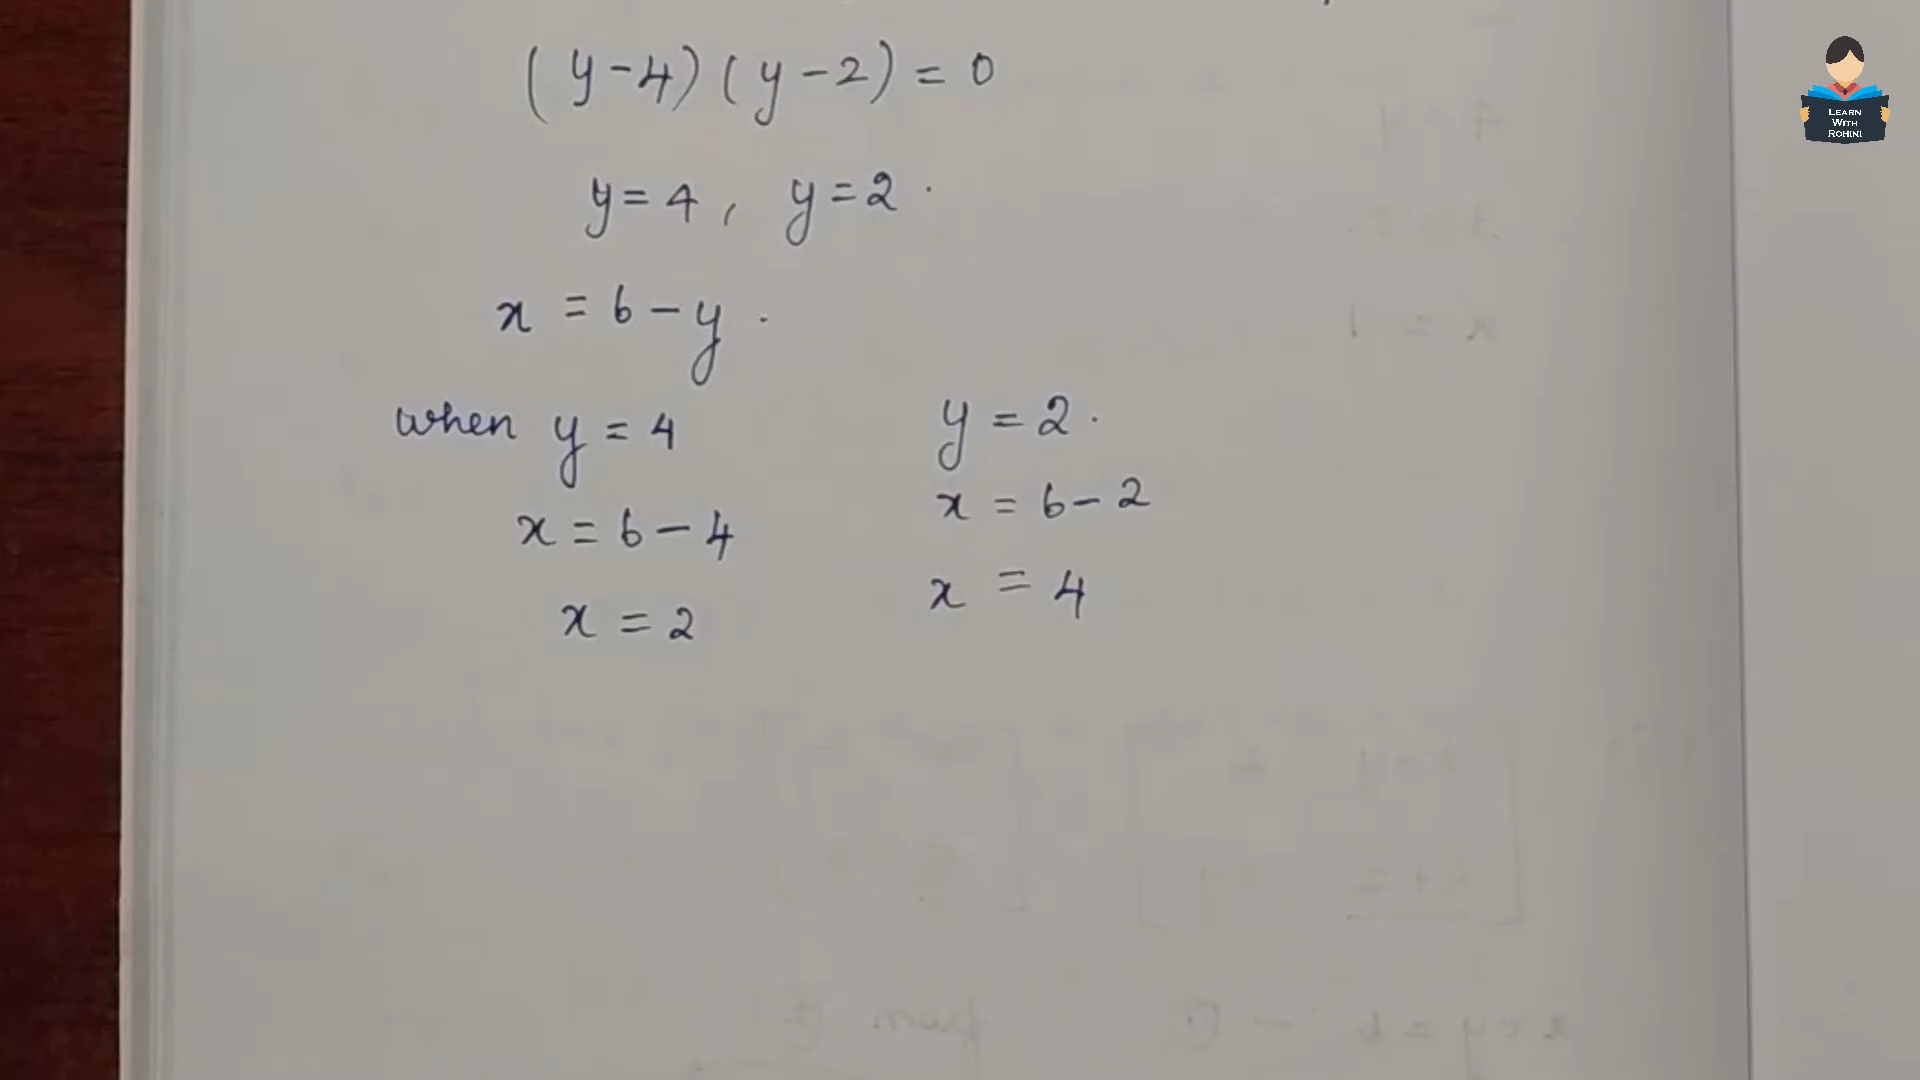 (y-4)(y-2) = 0
y = 4, y = 2.
x = 6 - y.
when y = 4
x = 6 - 4
x = 2
y = 2.
x = 6 - 2
x = 4
LEARN
WITH
ROHINI